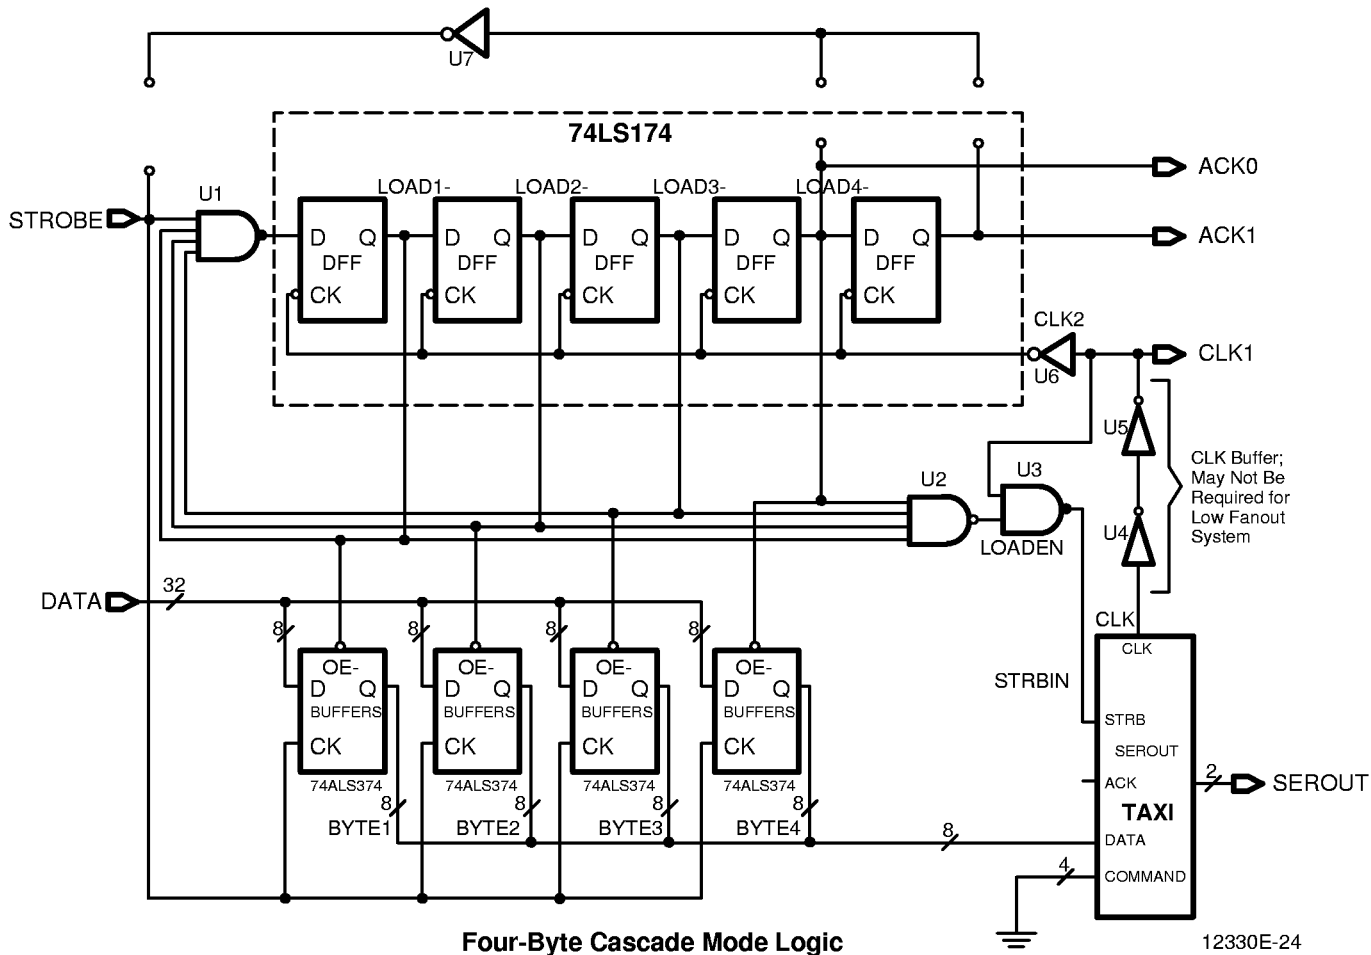 U7
74LS174
ACK0
U1
LOAD1-
LOAD2-
LOAD3-
LOAD4-
STROBE
D Q
DFF
CK
D Q
DFF
CK
D Q
DFF
CK
D Q
DFF
CK
D Q
DFF
CK
ACK1
CLK2
U6
CLK1
U5
U4
CLK Buffer;
May Not Be
Required for
Low Fanout
System
U2
U3
LOADEN
DATA
32
8
8
8
8
OE-
D Q
BUFFERS
CK
74ALS374
OE-
D Q
BUFFERS
CK
74ALS374
OE-
D Q
BUFFERS
CK
74ALS374
OE-
D Q
BUFFERS
CK
74ALS374
8
BYTE1
8
BYTE2
8
BYTE3
8
BYTE4
8
4
CLK
CLK
STRBIN
STRB
SEROUT
ACK
TAXI
DATA
COMMAND
2
SEROUT
Four-Byte Cascade Mode Logic
12330E-24